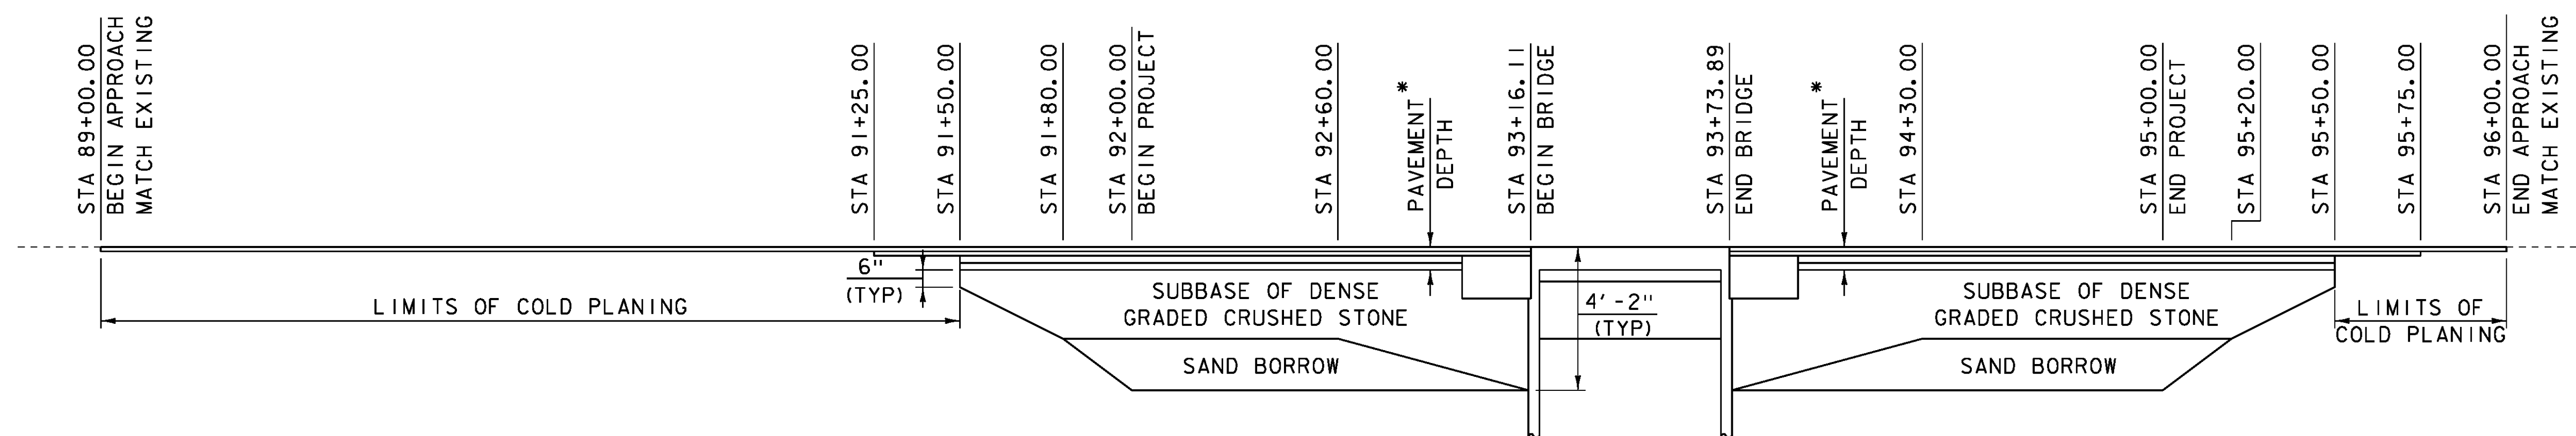 STA 89+00.00
BEGIN APPROACH
MATCH EXISTING
STA 91+25.00
STA 91+50.00
STA 91+80.00
STA 92+00.00
BEGIN PROJECT
STA 92+60.00
PAVEMENT*
DEPTH
STA 93+16.11
BEGIN BRIDGE
STA 93+73.89
END BRIDGE
PAVEMENT*
DEPTH
STA 94+30.00
STA 95+00.00
END PROJECT
STA 95+20.00
STA 95+50.00
STA 95+75.00
STA 96+00.00
END APPROACH
MATCH EXISTING
6"
(TYP)
LIMITS OF COLD PLANING
SUBBASE OF DENSE
GRADED CRUSHED STONE
SAND BORROW
4'-2"
(TYP)
SUBBASE OF DENSE
GRADED CRUSHED STONE
SAND BORROW
LIMITS OF
COLD PLANING